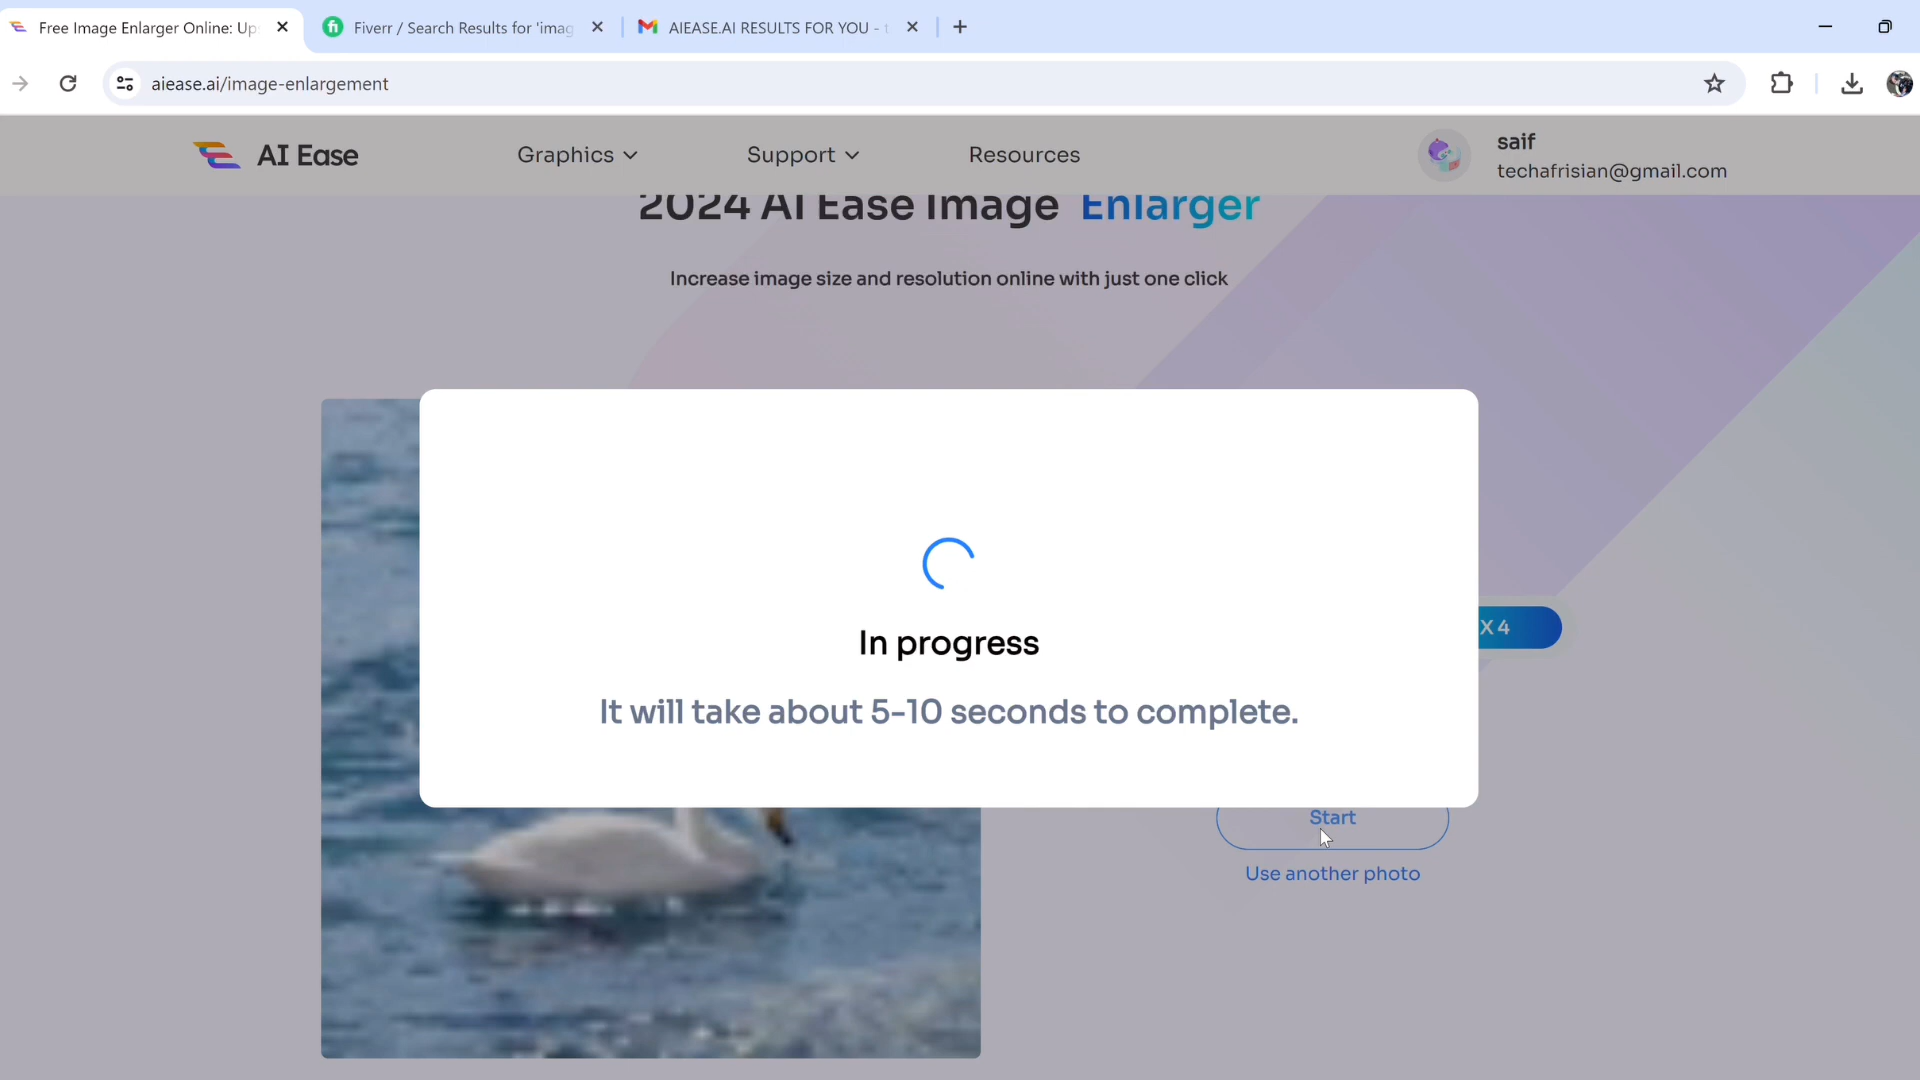 Free Image Enlarger Online: Ups
Fiverr / Search Results for 'imag
AIEASE.AI RESULTS FOR YOU - t
aiease.ai/image-enlargement
AI Ease
Graphics
Support
Resources
saif
techafrisian@gmail.com
2024 AI Ease Image Enlarger
Increase image size and resolution online with just one click
In progress
It will take about 5-10 seconds to complete.
X 4
Start
Use another photo